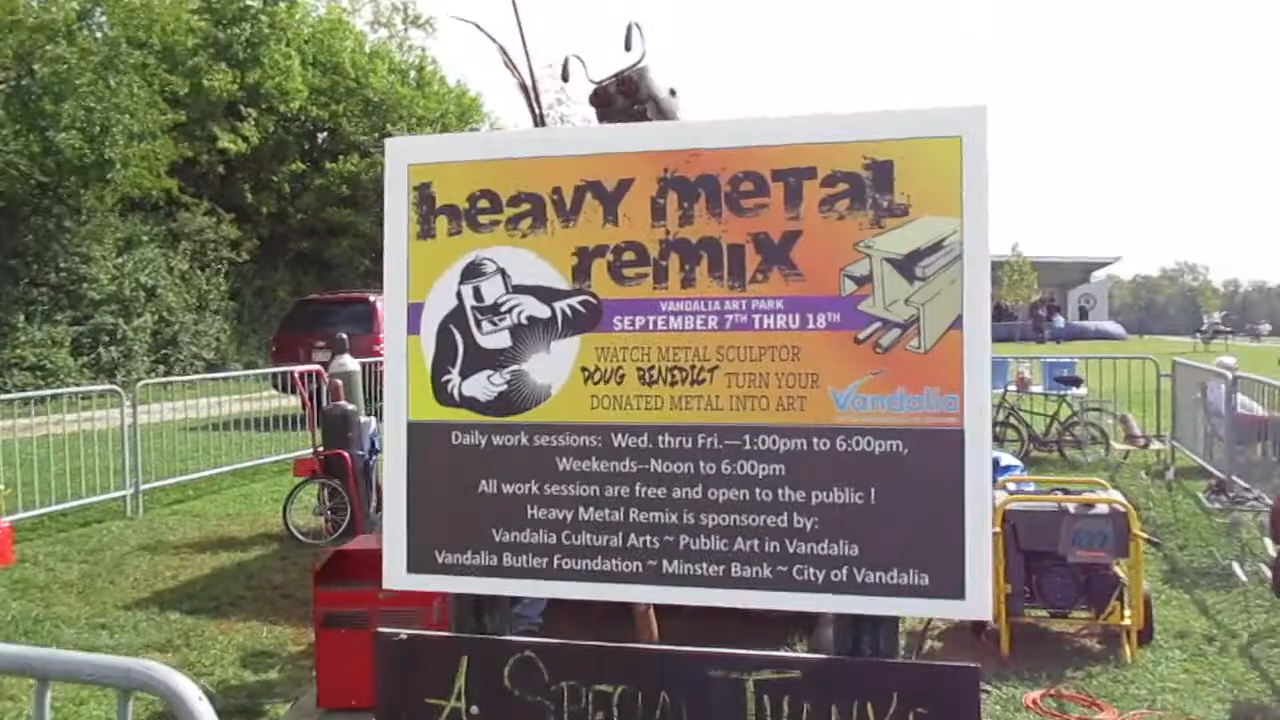 heavy metal
remix
VANDALIA ART PARK
SEPTEMBER 7TH THRU 18TH
WATCH METAL SCULPTOR
DOUG BENEDICT TURN YOUR
DONATED METAL INTO ART
Vandalia
Daily work sessions: Wed. thru Fri.—1:00pm to 6:00pm,
Weekends--Noon to 6:00pm
All work session are free and open to the public !
Heavy Metal Remix is sponsored by:
Vandalia Cultural Arts ~ Public Art in Vandalia
Vandalia Butler Foundation ~ Minster Bank ~ City of Vandalia
A Special Thanks